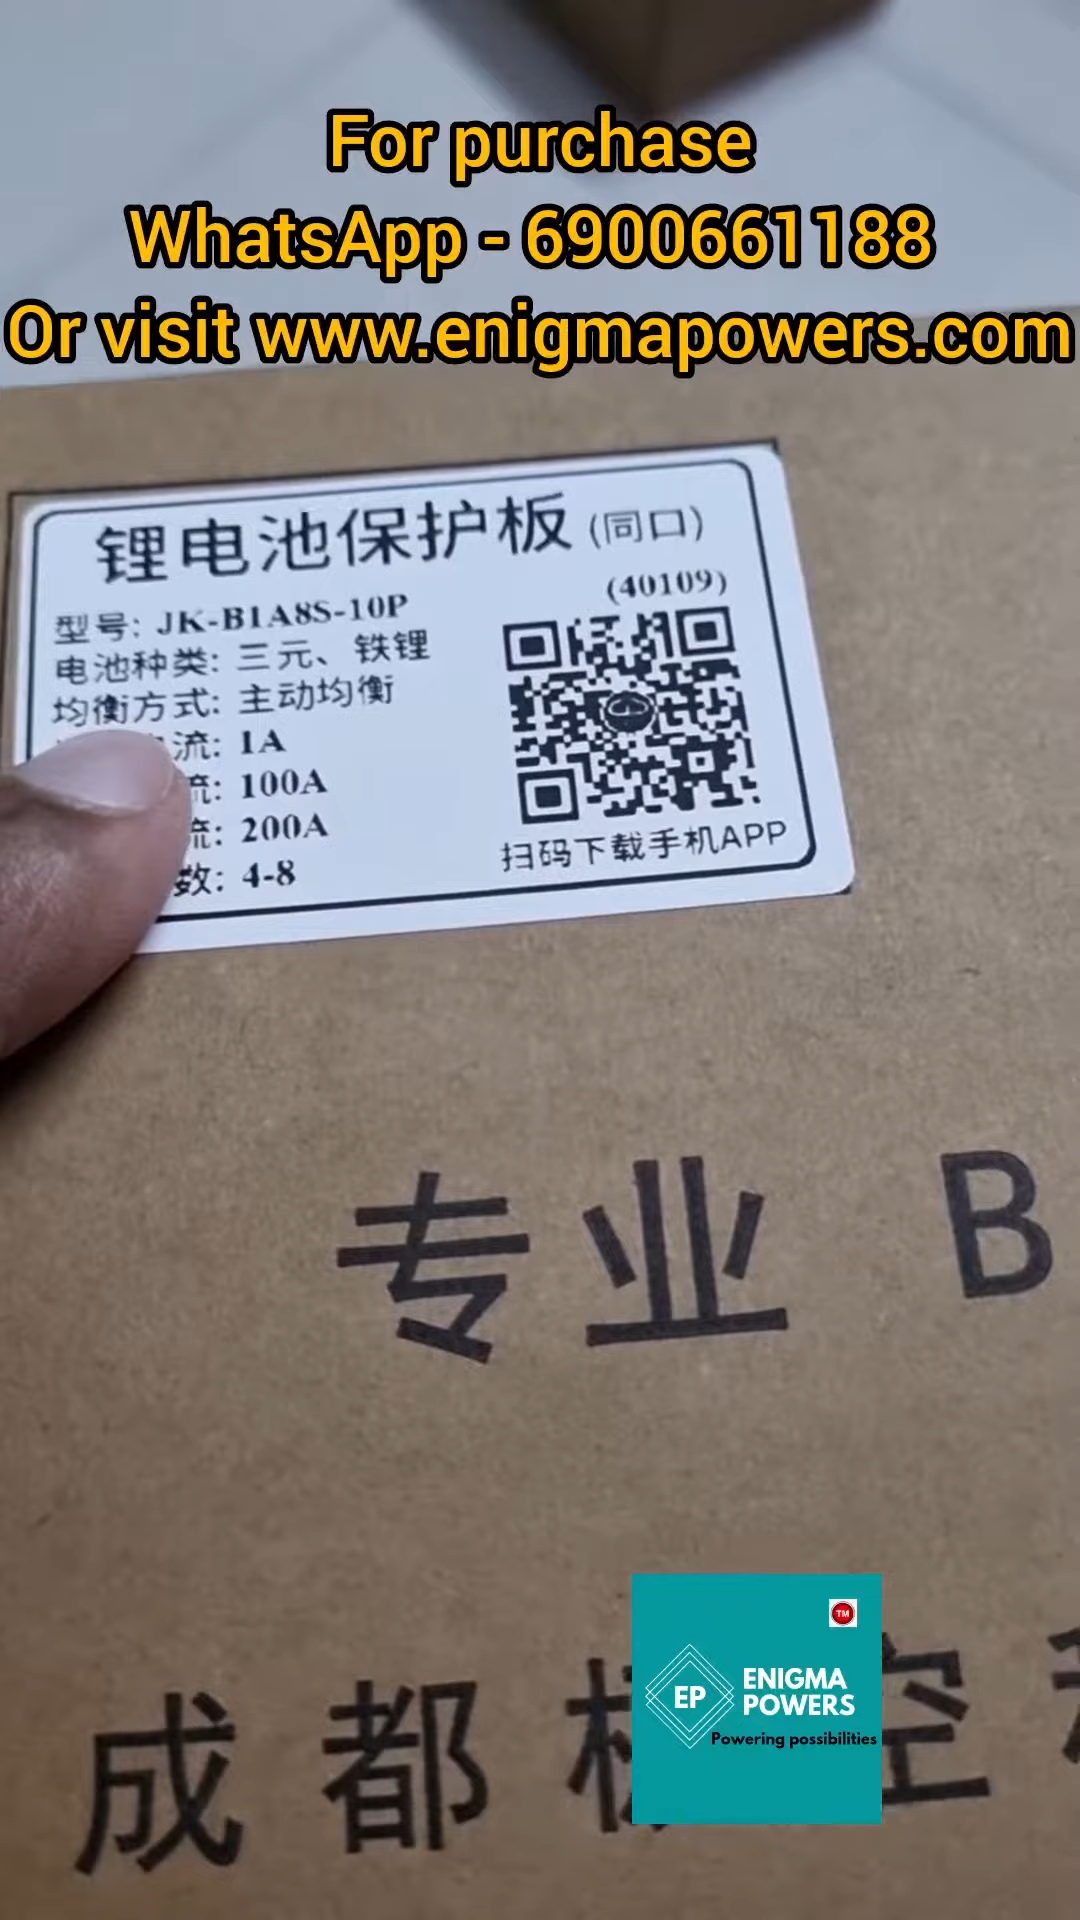 For purchase
WhatsApp - 6900661188
Or visit www.enigmapowers.com
锂电池保护板 (同口)
(40109)
型号: JK-B1A8S-10P
电池种类: 三元、铁锂
均衡方式: 主动均衡
流: 1A
流: 100A
流: 200A
数: 4-8
扫码下载手机APP
专业 B
成都 空
TM
EP
ENIGMA
POWERS
Powering possibilities